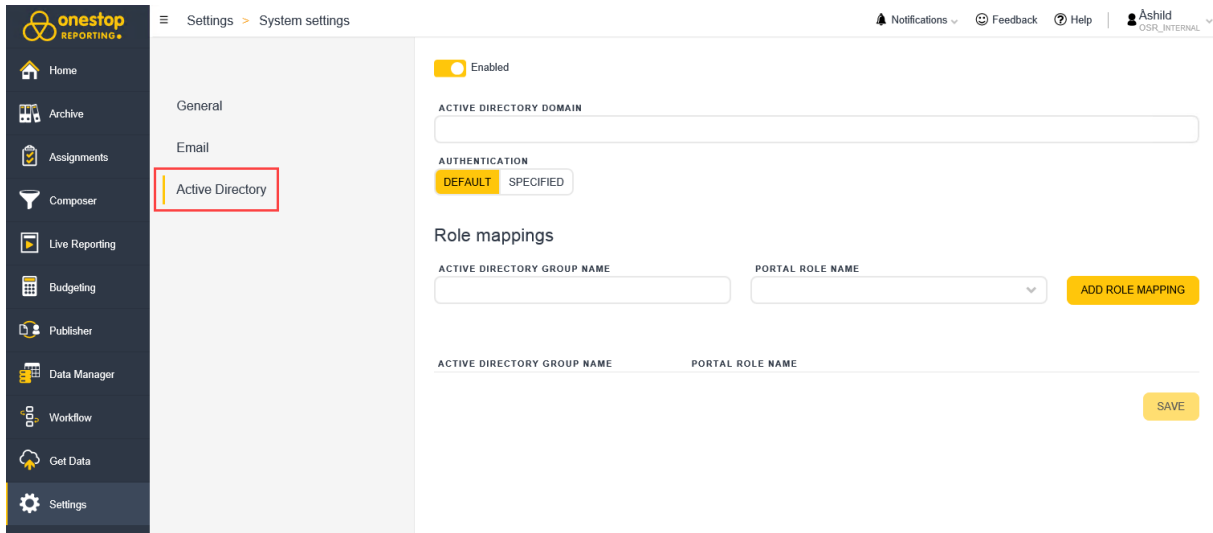 onestop
REPORTING
Settings > System settings
Notifications
Feedback
Help
Åshild
OSR_INTERNAL
Home
Archive
Assignments
Composer
Live Reporting
Budgeting
Publisher
Data Manager
Workflow
Get Data
Settings
General
Email
Active Directory
Enabled
ACTIVE DIRECTORY DOMAIN
AUTHENTICATION
DEFAULT SPECIFIED
Role mappings
ACTIVE DIRECTORY GROUP NAME PORTAL ROLE NAME
ADD ROLE MAPPING
ACTIVE DIRECTORY GROUP NAME PORTAL ROLE NAME
SAVE